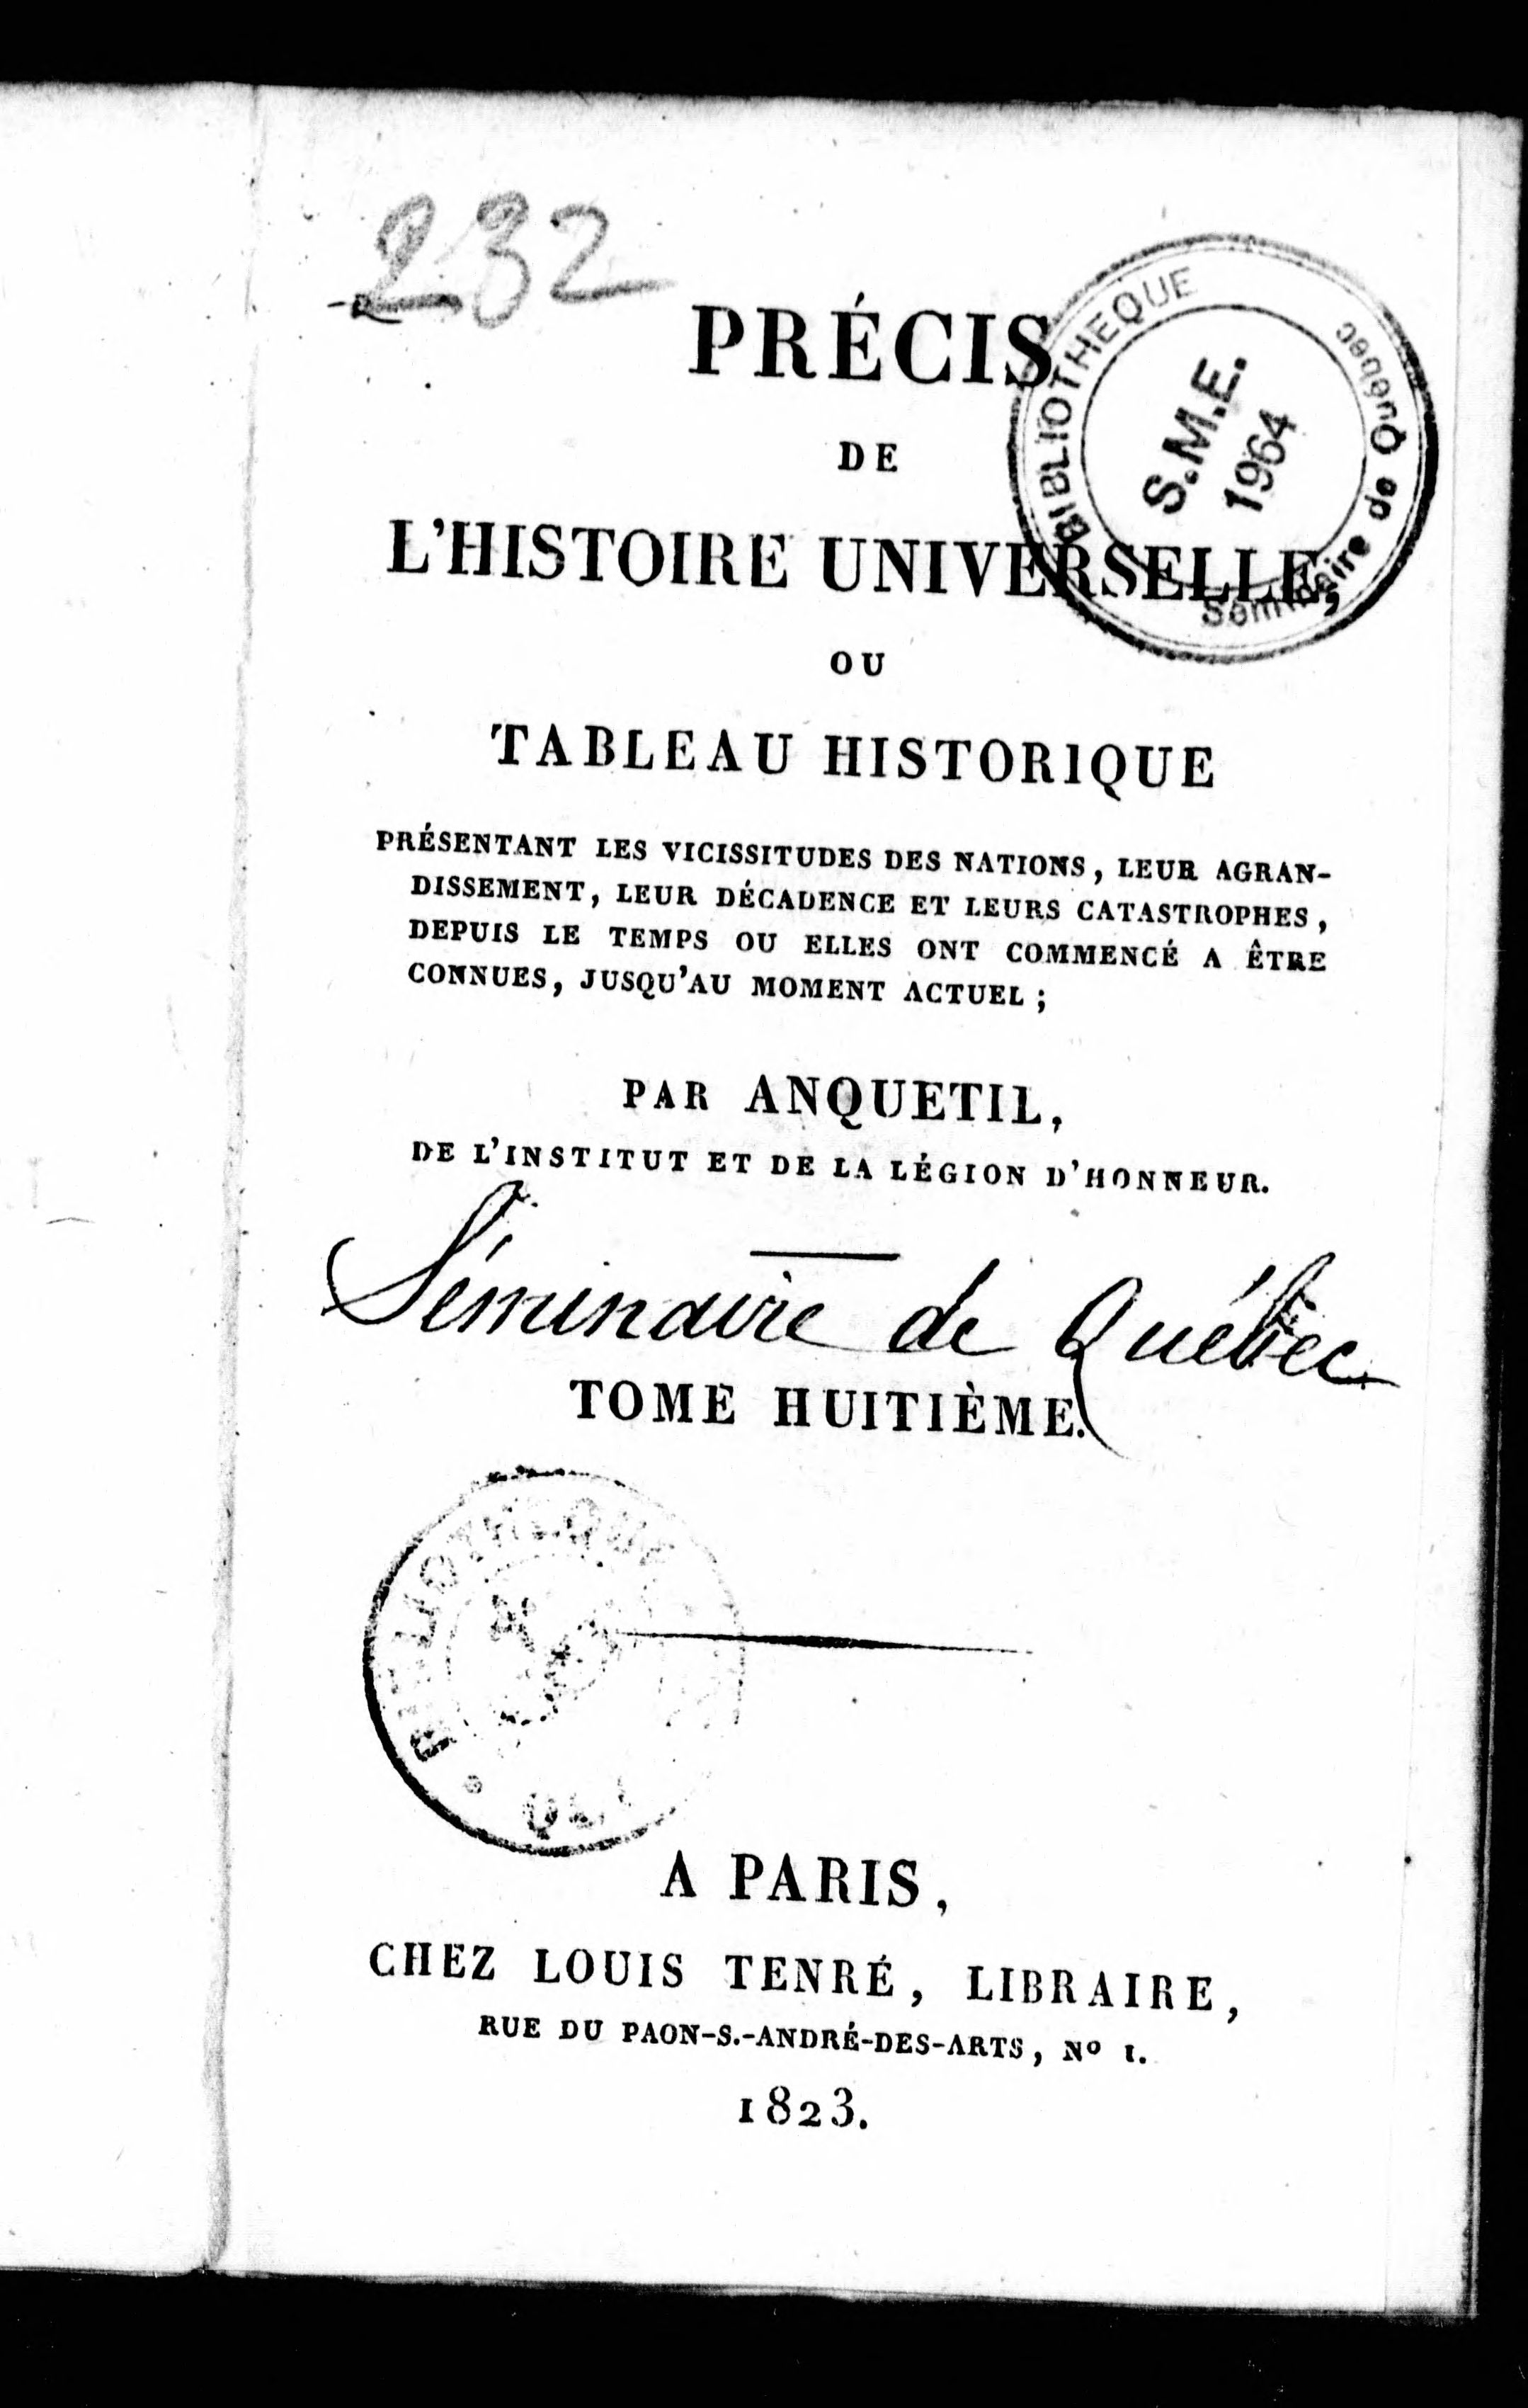 232
PRÉCIS
BIBLIOTHEQUE
Séminaire de Québec
S.M.E.
1964
DE
L'HISTOIRE UNIVERSELLE,
OU
TABLEAU HISTORIQUE
PRÉSENTANT LES VICISSITUDES DES NATIONS, LEUR AGRAN-
DISSEMENT, LEUR DÉCADENCE ET LEURS CATASTROPHES,
DEPUIS LE TEMPS OU ELLES ONT COMMENCÉ A ÊTRE
CONNUES, JUSQU'AU MOMENT ACTUEL;
PAR ANQUETIL,
DE L'INSTITUT ET DE LA LÉGION D'HONNEUR.
Séminaire de Québec
TOME HUITIÈME.
BIBLIOTHEQUE
A PARIS,
CHEZ LOUIS TENRÉ, LIBRAIRE,
RUE DU PAON-S.-ANDRÉ-DES-ARTS, Nº 1.
1823.